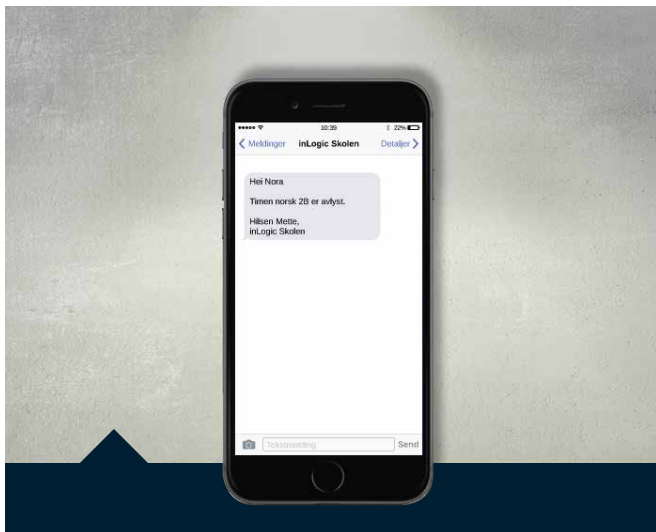 10:39
22%
Meldinger
inLogic Skolen
Detaljer
Hei Nora
Timen norsk 2B er avlyst.
Hilsen Mette,
inLogic Skolen
Tekstmelding
Send